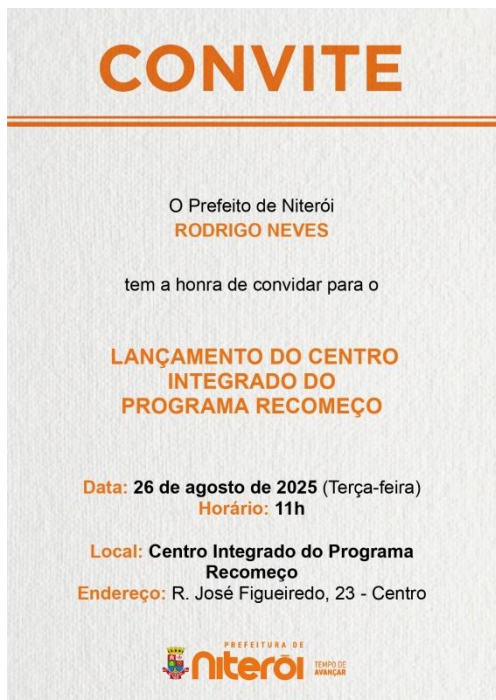 CONVITE
O Prefeito de Niterói
RODRIGO NEVES
tem a honra de convidar para o
LANÇAMENTO DO CENTRO
INTEGRADO DO
PROGRAMA RECOMEÇO
Data: 26 de agosto de 2025 (Terça-feira)
Horário: 11h
Local: Centro Integrado do Programa
Recomeço
Endereço: R. José Figueiredo, 23 - Centro
PREFEITURA DE
Niterói
TEMPO DE
AVANÇAR